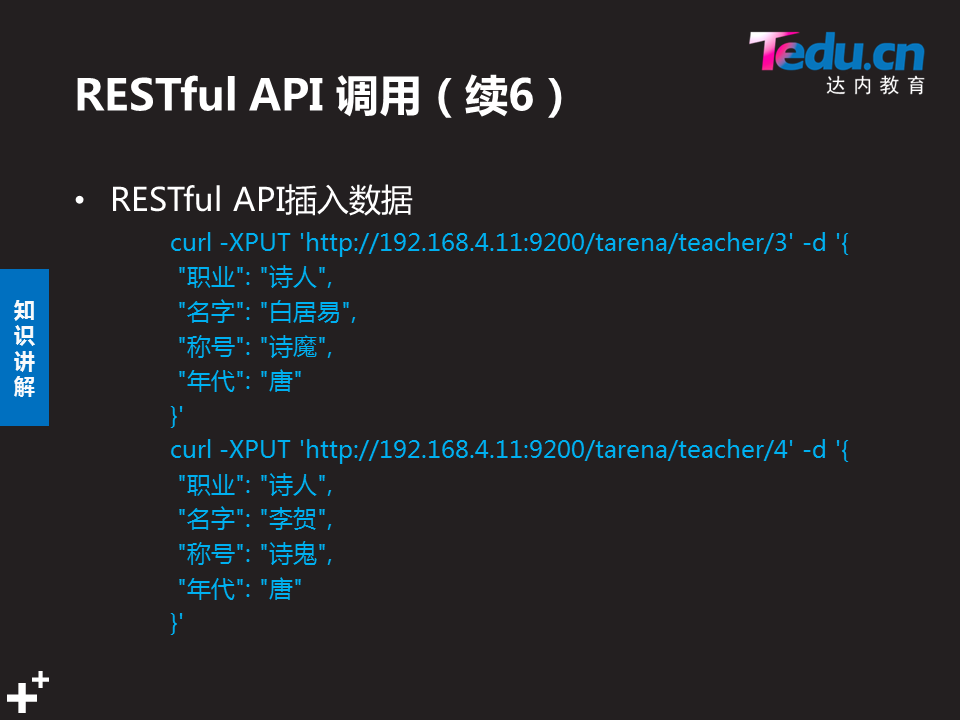 Tedu.cn
达内教育
RESTful API 调用（续6）
• RESTful API插入数据
curl -XPUT 'http://192.168.4.11:9200/tarena/teacher/3' -d '{
"职业": "诗人",
"名字": "白居易",
"称号": "诗魔",
"年代": "唐"
}'
curl -XPUT 'http://192.168.4.11:9200/tarena/teacher/4' -d '{
"职业": "诗人",
"名字": "李贺",
"称号": "诗鬼",
"年代": "唐"
}'
知
识
讲
解